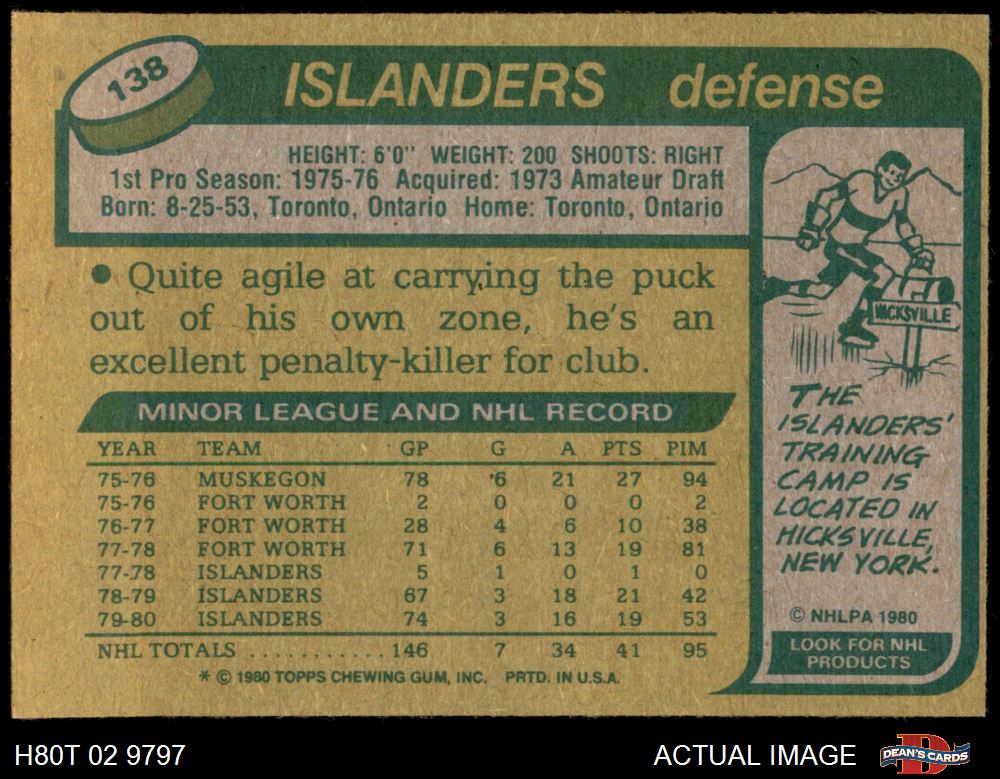 138
ISLANDERS defense
HEIGHT: 6'0" WEIGHT: 200 SHOOTS: RIGHT
1st Pro Season: 1975-76 Acquired: 1973 Amateur Draft
Born: 8-25-53, Toronto, Ontario Home: Toronto, Ontario
● Quite agile at carrying the puck
out of his own zone, he's an
excellent penalty-killer for club.
MINOR LEAGUE AND NHL RECORD
YEAR TEAM GP G A PTS PIM
75-76 MUSKEGON 78 6 21 27 94
75-76 FORT WORTH 2 0 0 0 2
76-77 FORT WORTH 28 4 6 10 38
77-78 FORT WORTH 71 6 13 19 81
77-78 ISLANDERS 5 1 0 1 0
78-79 ISLANDERS 67 3 18 21 42
79-80 ISLANDERS 74 3 16 19 53
NHL TOTALS ............146 7 34 41 95
* © 1980 TOPPS CHEWING GUM, INC. PRTD. IN U.S.A.
HICKSVILLE
THE
ISLANDERS'
TRAINING
CAMP IS
LOCATED IN
HICKSVILLE,
NEW YORK.
© NHLPA 1980
LOOK FOR NHL
PRODUCTS
H80T 02 9797
ACTUAL IMAGE
DEAN'S CARDS